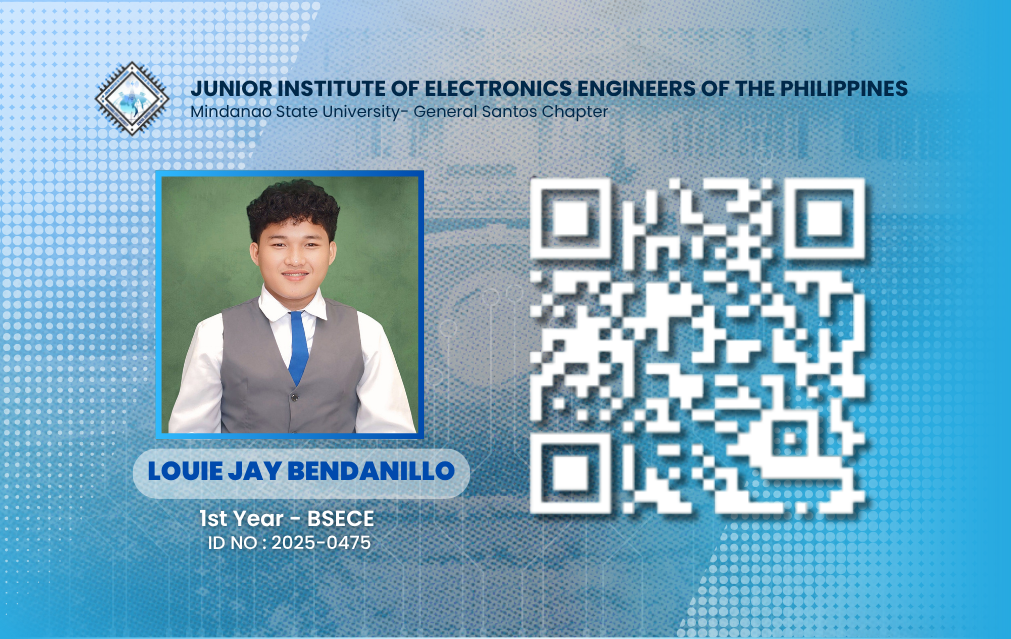 JUNIOR INSTITUTE OF ELECTRONICS ENGINEERS OF THE PHILIPPINES
Mindanao State University- General Santos Chapter
LOUIE JAY BENDANILLO
1st Year - BSECE
ID NO : 2025-0475